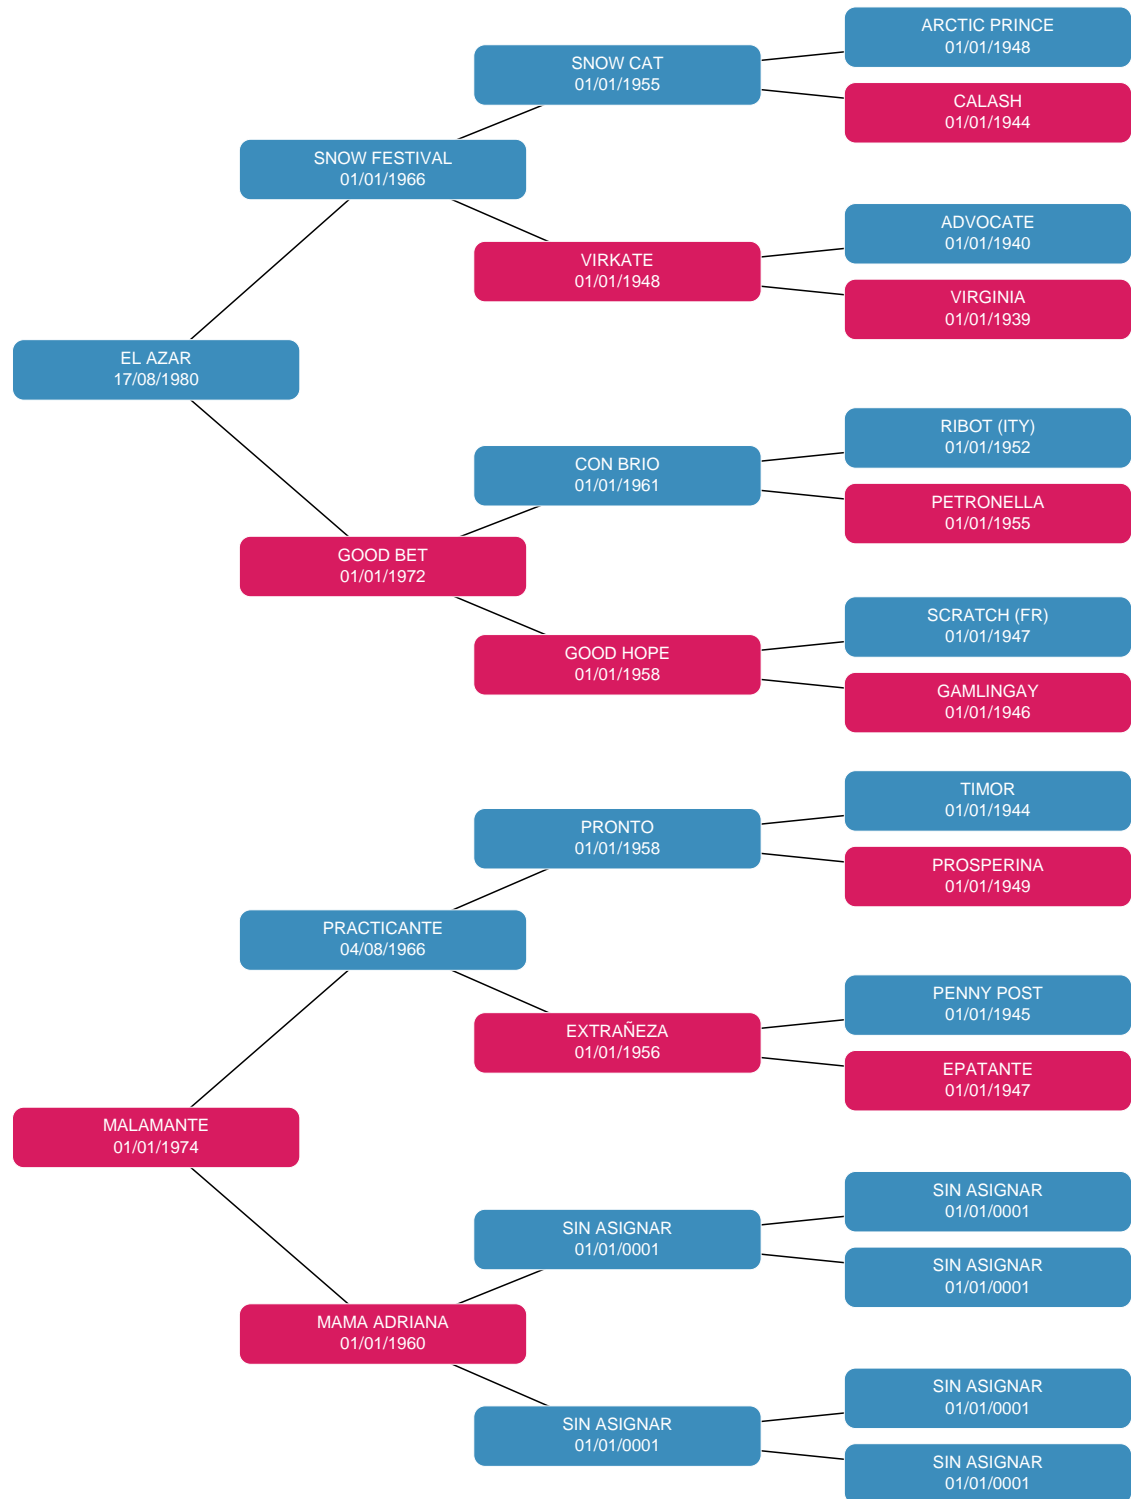 ARCTIC PRINCE
01/01/1948
SNOW CAT
01/01/1955
CALASH
01/01/1944
SNOW FESTIVAL
01/01/1966
ADVOCATE
01/01/1940
VIRKATE
01/01/1948
VIRGINIA
01/01/1939
EL AZAR
17/08/1980
RIBOT (ITY)
01/01/1952
CON BRIO
01/01/1961
PETRONELLA
01/01/1955
GOOD BET
01/01/1972
SCRATCH (FR)
01/01/1947
GOOD HOPE
01/01/1958
GAMLINGAY
01/01/1946
TIMOR
01/01/1944
PRONTO
01/01/1958
PROSPERINA
01/01/1949
PRACTICANTE
04/08/1966
PENNY POST
01/01/1945
EXTRAÑEZA
01/01/1956
EPATANTE
01/01/1947
MALAMANTE
01/01/1974
SIN ASIGNAR
01/01/0001
SIN ASIGNAR
01/01/0001
SIN ASIGNAR
01/01/0001
MAMA ADRIANA
01/01/1960
SIN ASIGNAR
01/01/0001
SIN ASIGNAR
01/01/0001
SIN ASIGNAR
01/01/0001